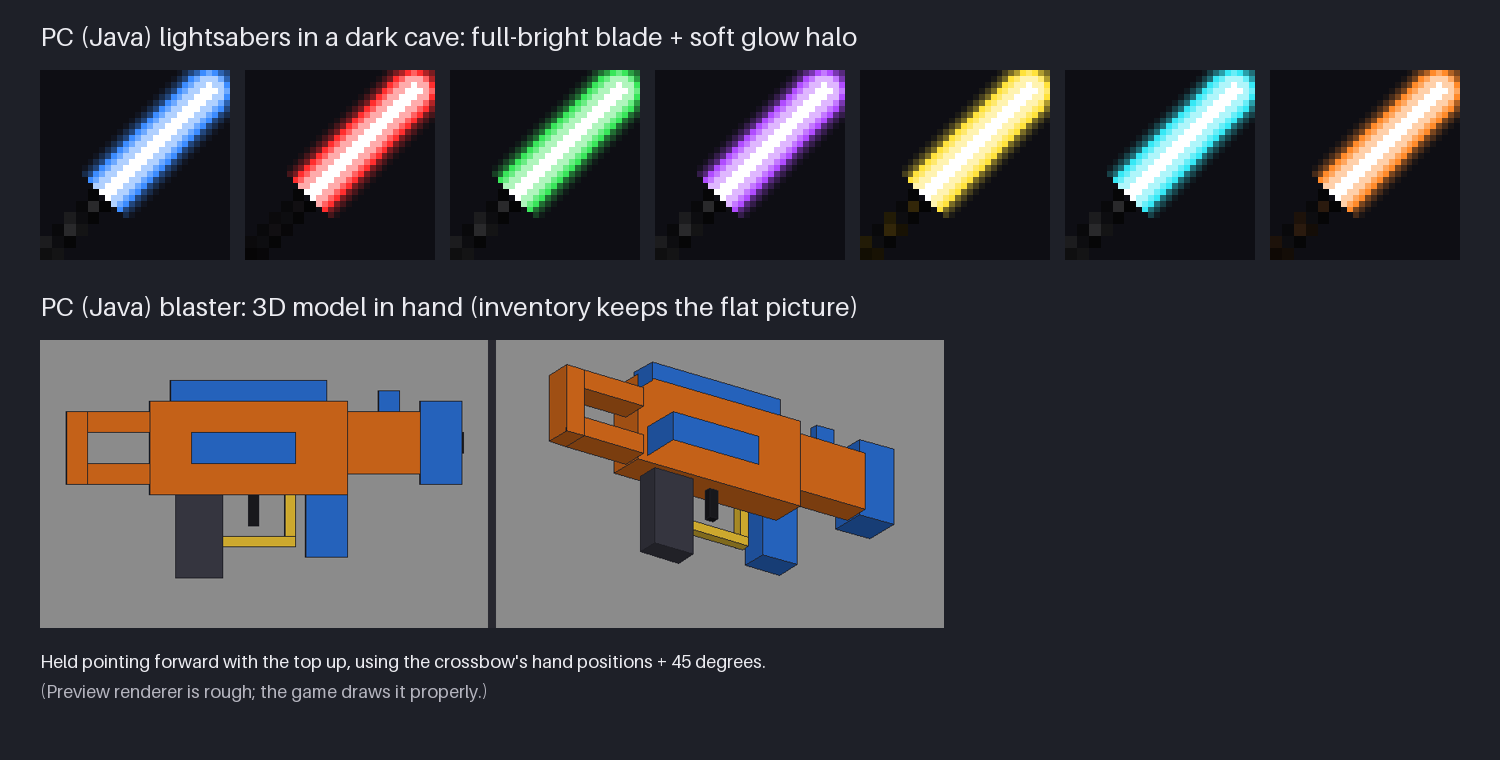 PC (Java) lightsabers in a dark cave: full-bright blade + soft glow halo
PC (Java) blaster: 3D model in hand (inventory keeps the flat picture)
Held pointing forward with the top up, using the crossbow's hand positions + 45 degrees.
(Preview renderer is rough; the game draws it properly.)